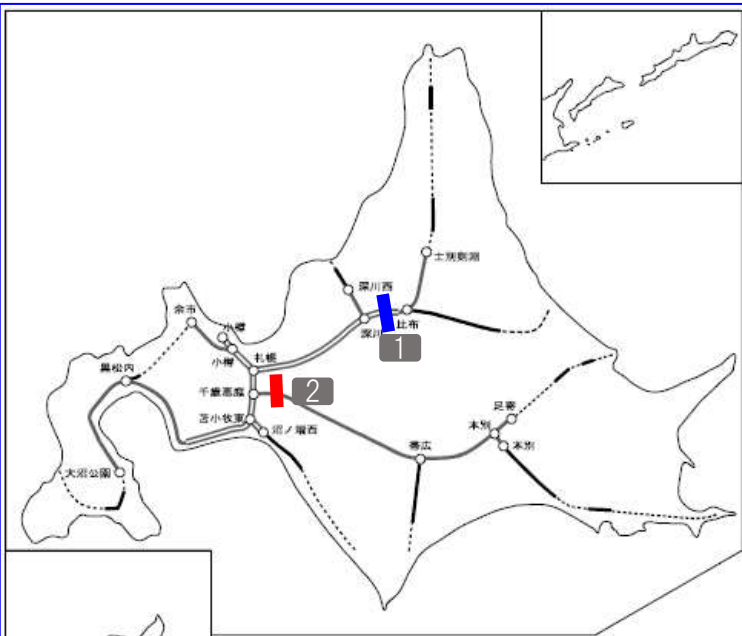 士別剣淵
深川西
余市
小樽
深川
比布
1
小樽
札幌
黒松内
千歳恵庭
2
足寄
苫小牧東
本別
沼ノ端西
本別
帯広
大沼公園